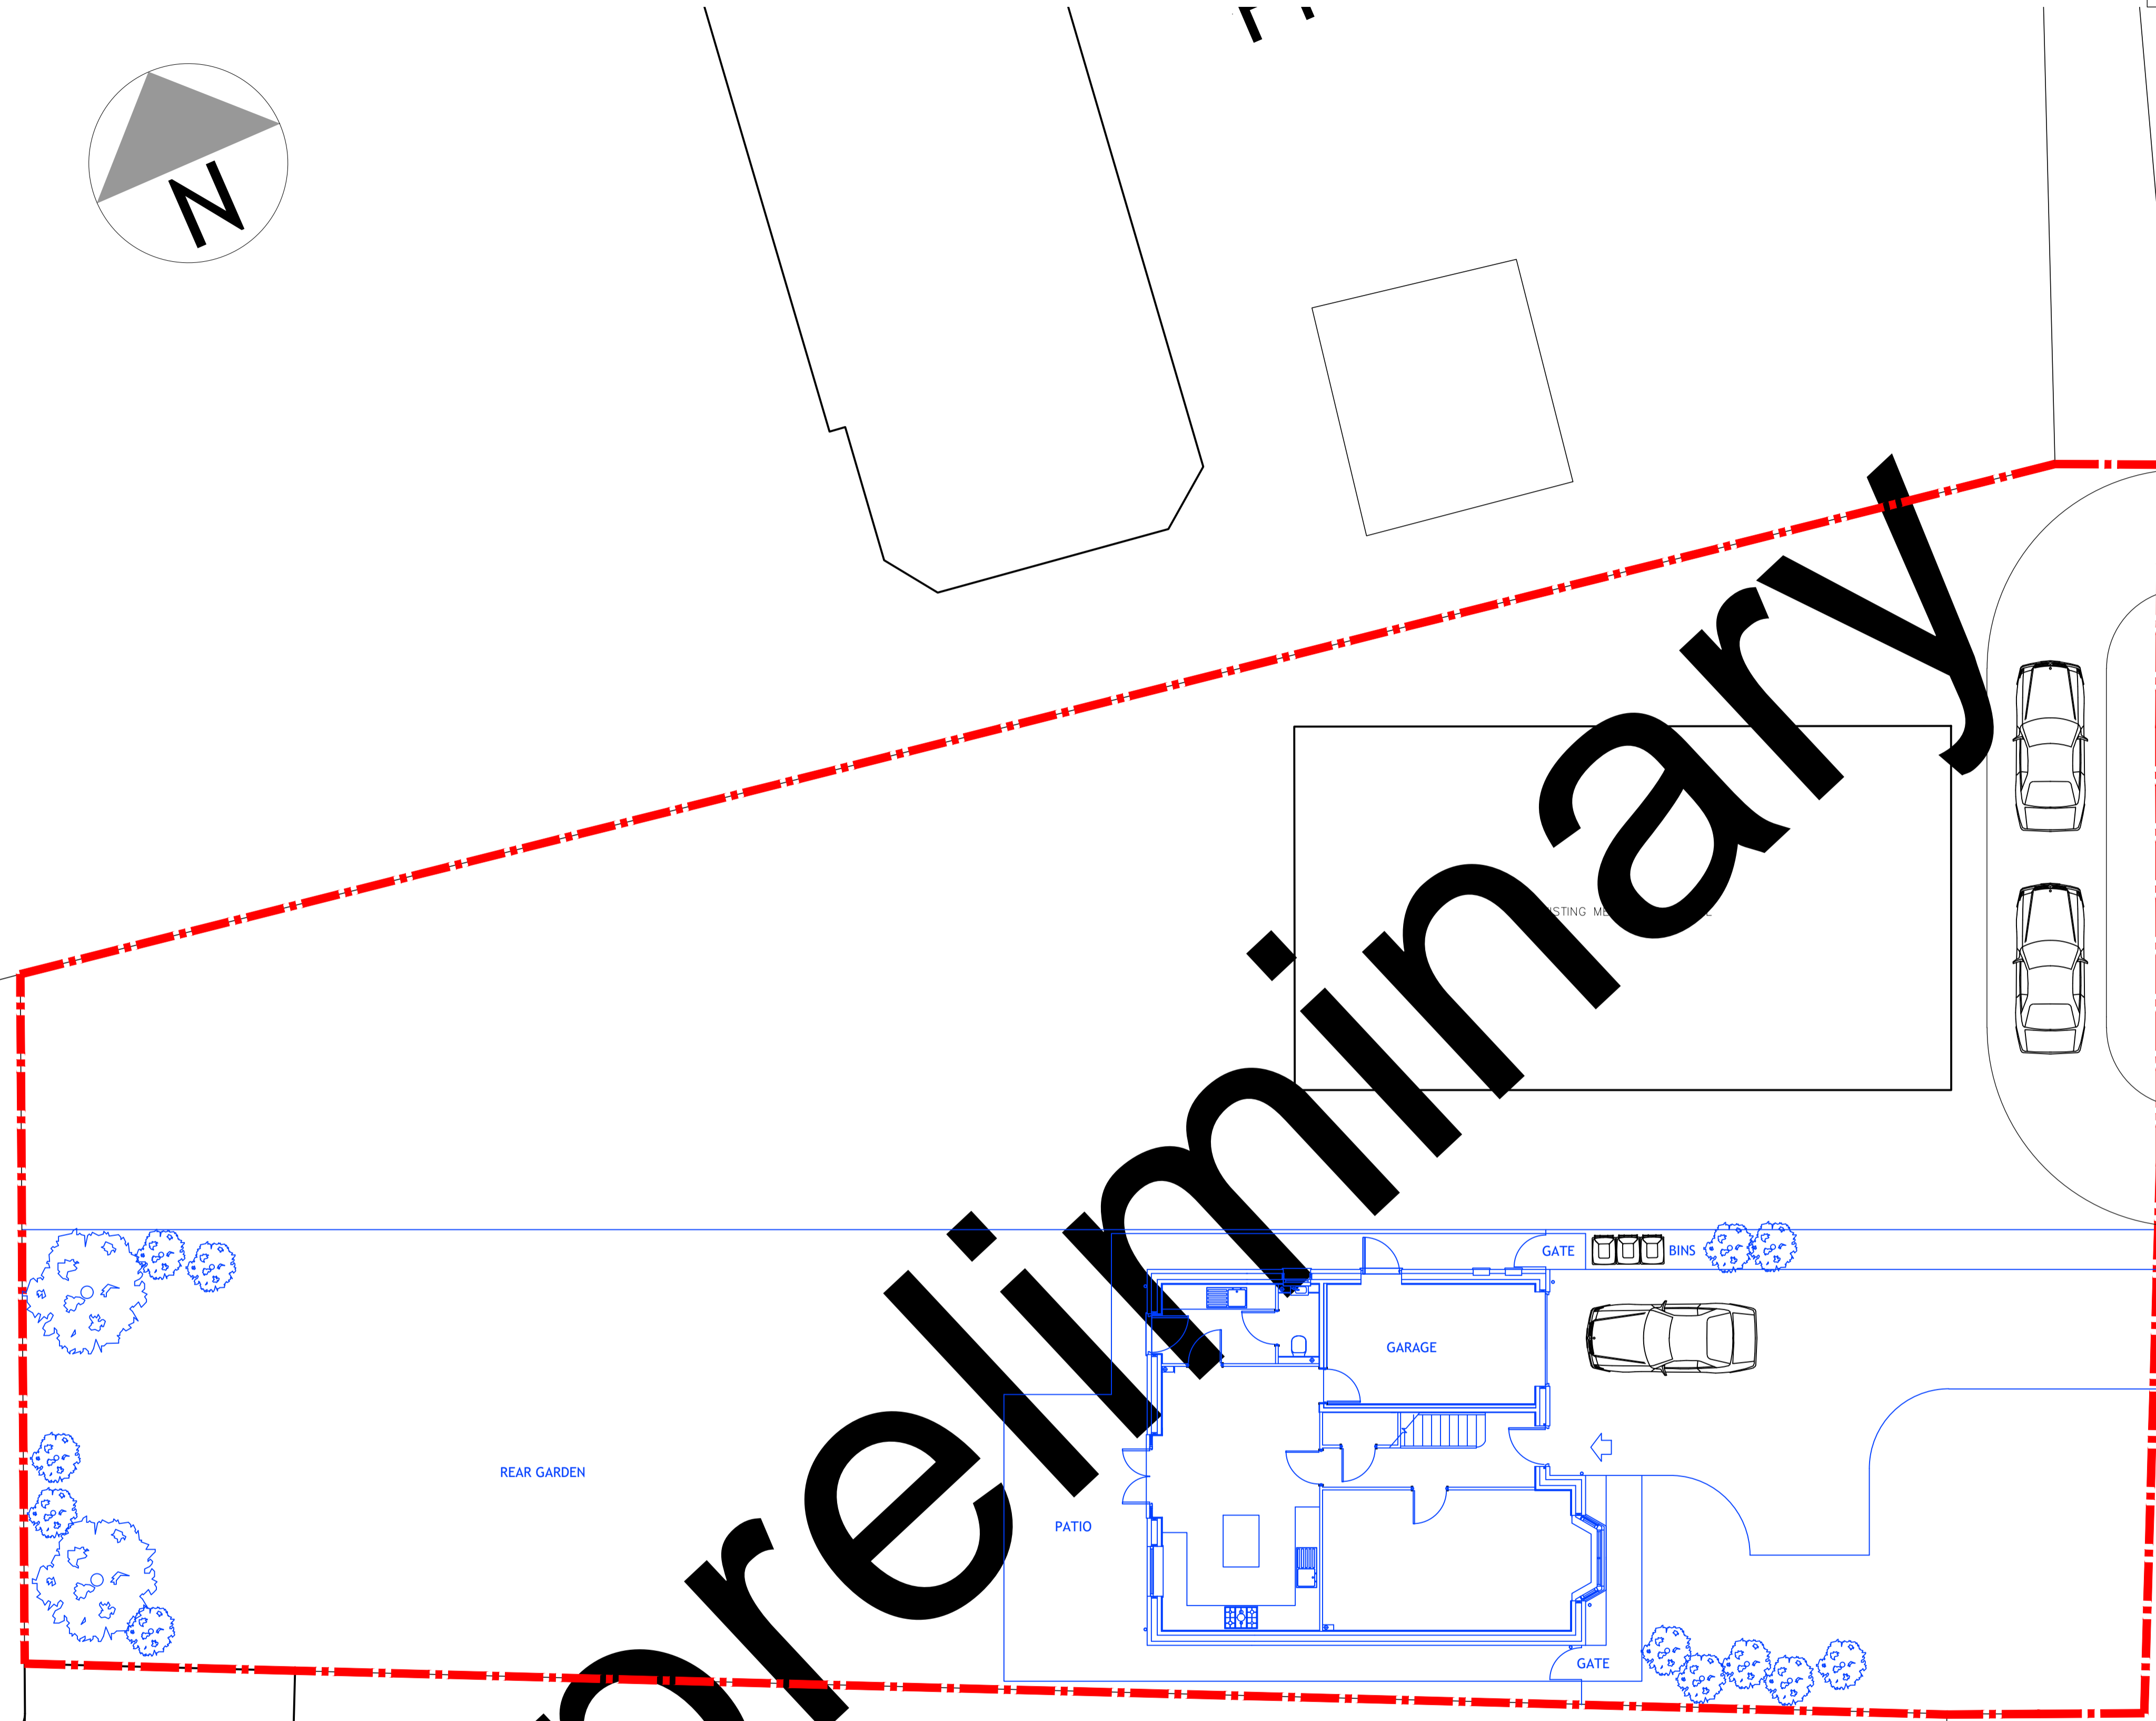 N
Preliminary
GATE
BINS
GARAGE
REAR GARDEN
PATIO
GATE